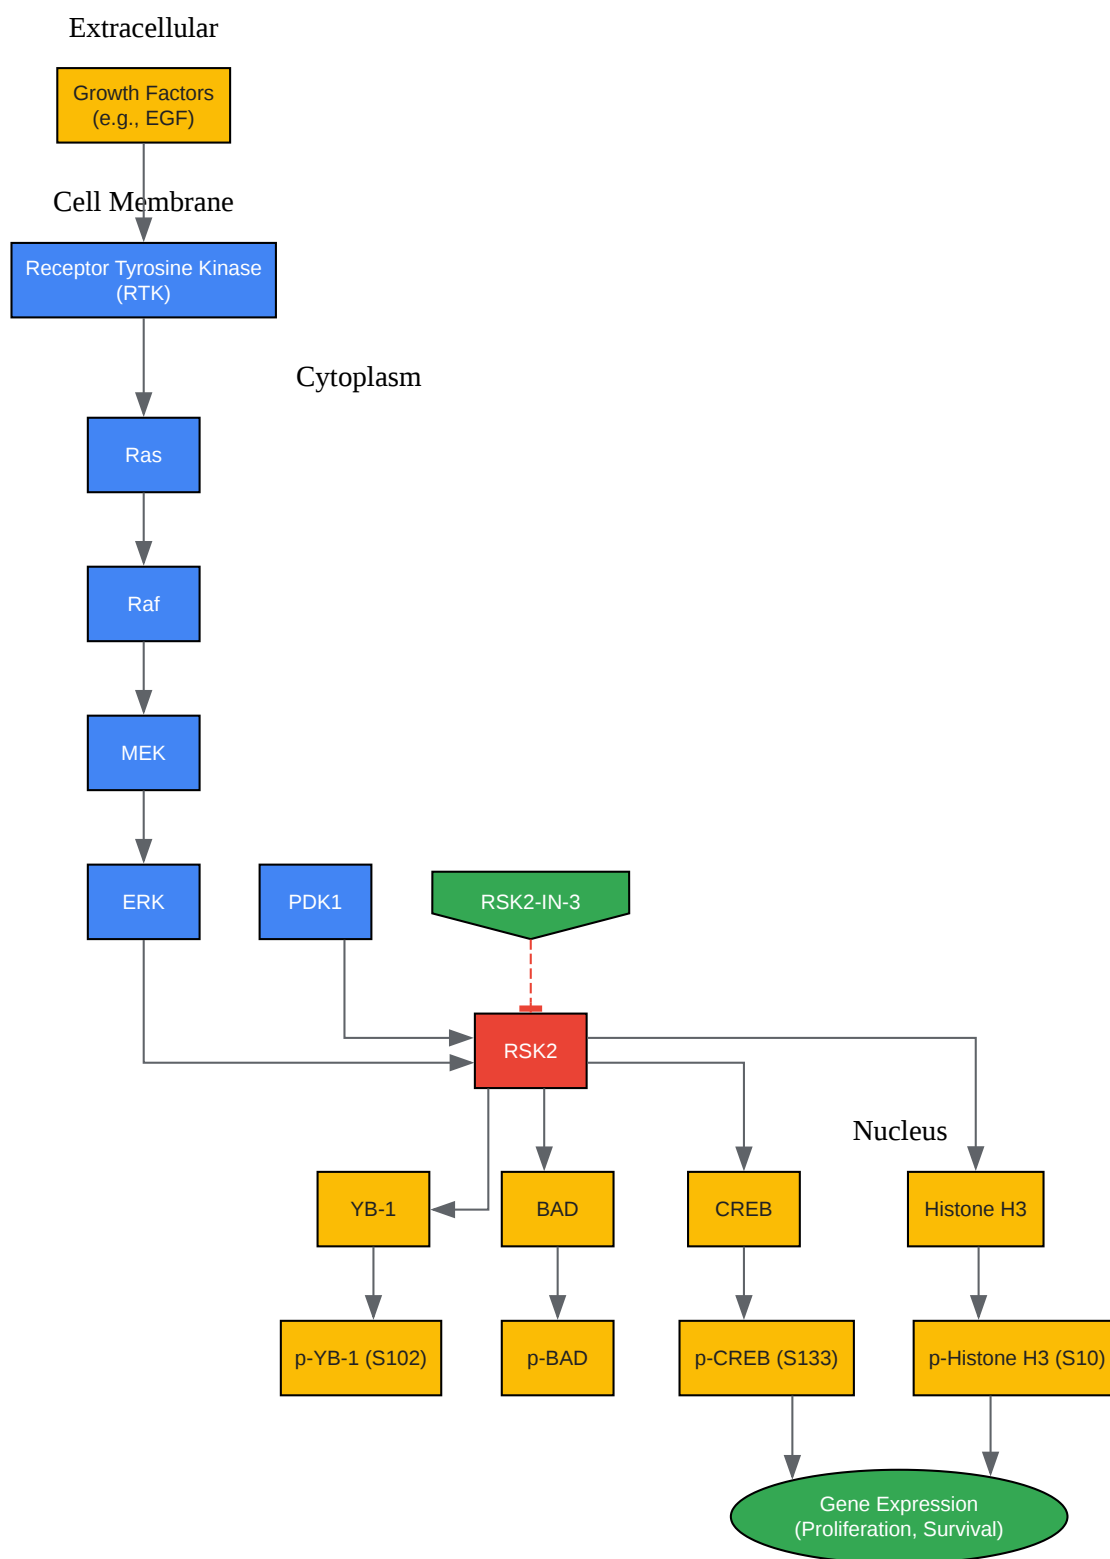 Extracellular
Growth Factors
(e.g., EGF)
Cell Membrane
Receptor Tyrosine Kinase
(RTK)
Cytoplasm
Ras
Raf
MEK
ERK
PDK1
RSK2-IN-3
RSK2
Nucleus
YB-1
BAD
CREB
Histone H3
p-YB-1 (S102)
p-BAD
p-CREB (S133)
p-Histone H3 (S10)
Gene Expression
(Proliferation, Survival)